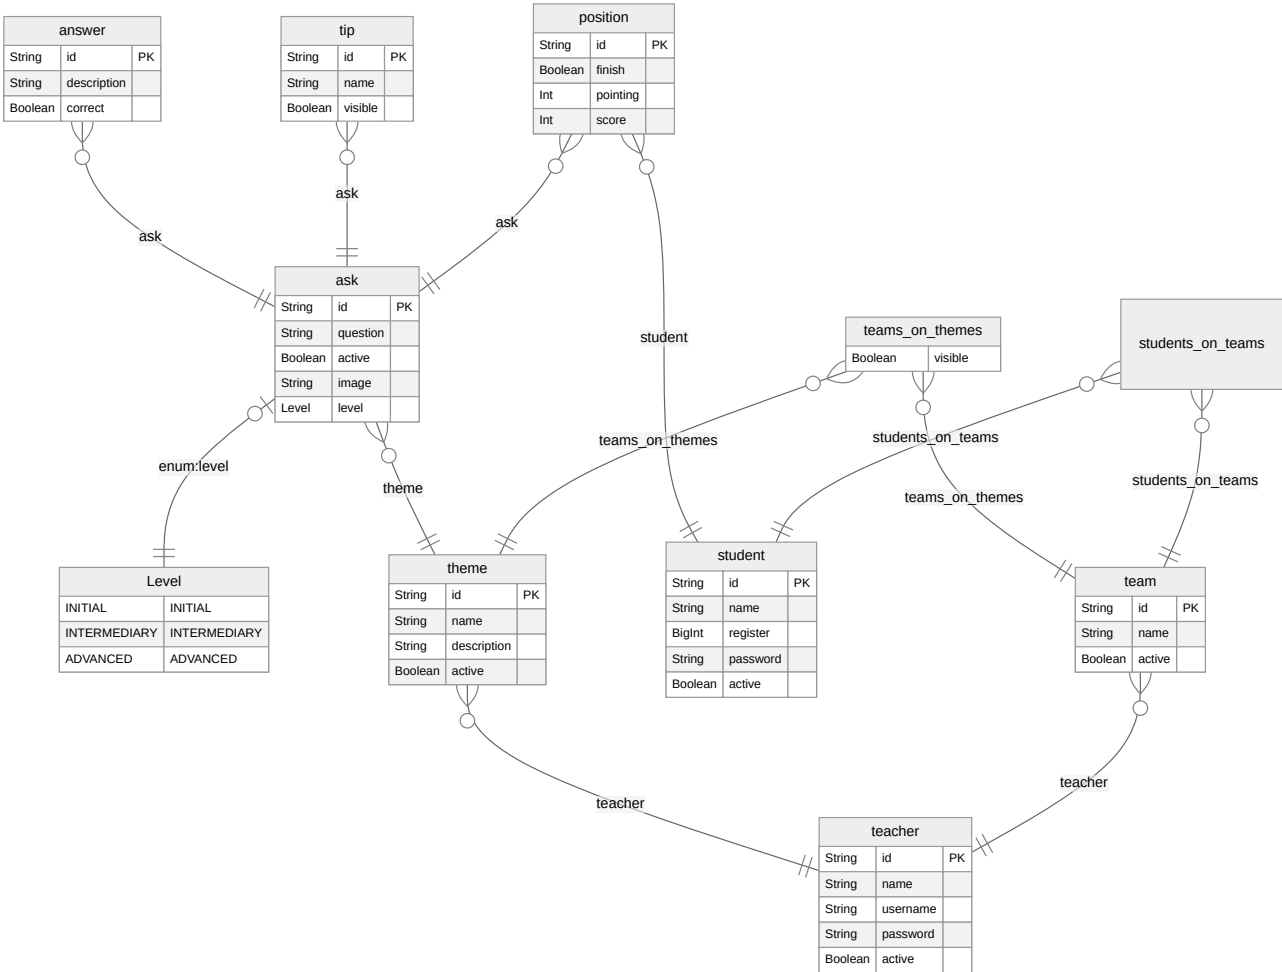 answer
String id PK
String description
Boolean correct
tip
String id PK
String name
Boolean visible
position
String id PK
Boolean finish
Int pointing
Int score
ask
ask
ask
ask
String id PK
String question
Boolean active
String image
Level level
student
teams_on_themes
Boolean visible
students_on_teams
teams_on_themes
students_on_teams
enum:level
theme
teams_on_themes
students_on_teams
Level
INITIAL INITIAL
INTERMEDIARY INTERMEDIARY
ADVANCED ADVANCED
theme
String id PK
String name
String description
Boolean active
student
String id PK
String name
BigInt register
String password
Boolean active
team
String id PK
String name
Boolean active
teacher
teacher
teacher
String id PK
String name
String username
String password
Boolean active